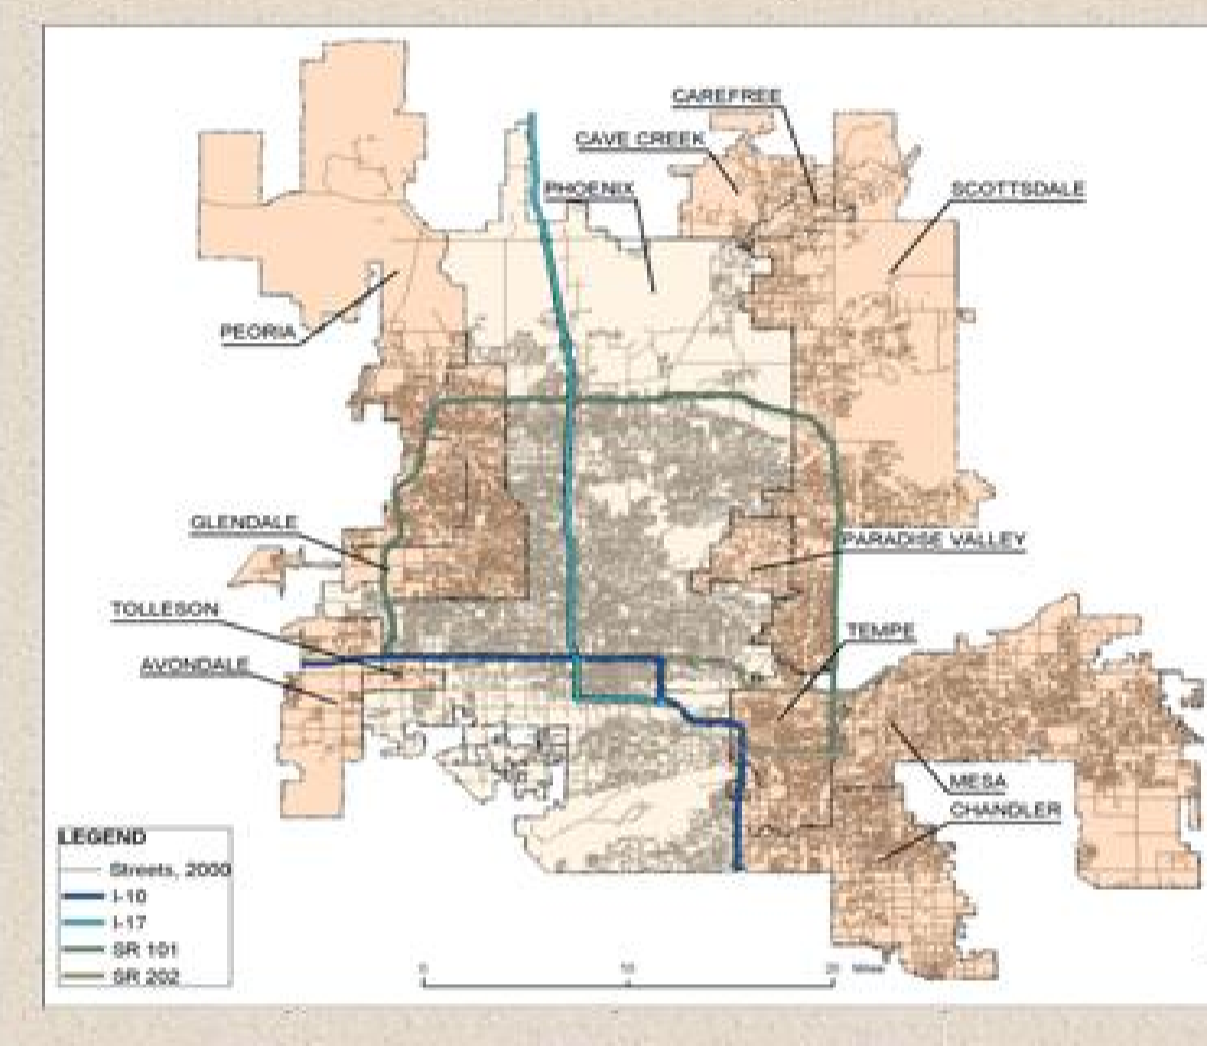 CAREFREE
CAVE CREEK
PHOENIX
SCOTTSDALE
PEORIA
GLENDALE
PARADISE VALLEY
TOLLESON
TEMPE
AVONDALE
MESA
CHANDLER
LEGEND
Streets, 2000
I-10
I-17
SR 101
SR 202
0 10 20 Miles